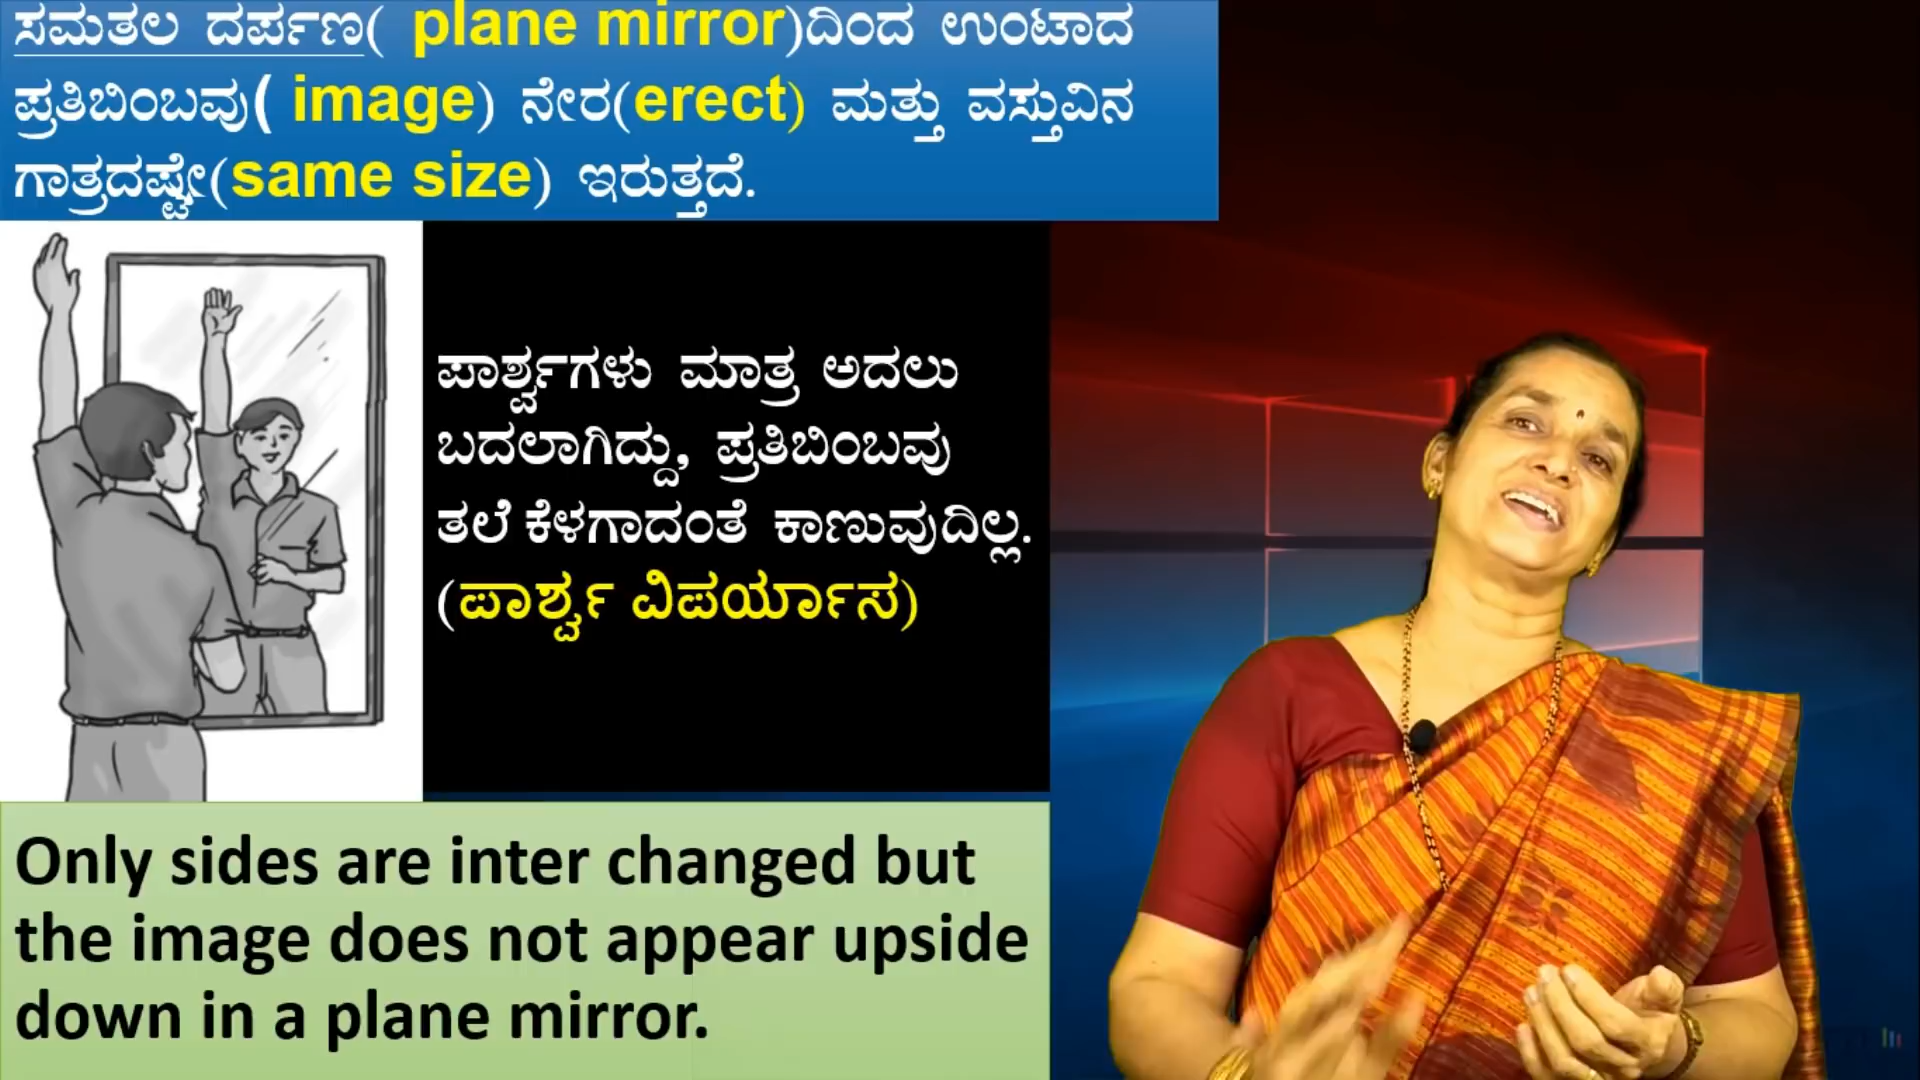 ಸಮತಲ ದರ್ಪಣ( plane mirror)ದಿಂದ ಉಂಟಾದ
ಪ್ರತಿಬಿಂಬವು( image) ನೇರ(erect) ಮತ್ತು ವಸ್ತುವಿನ
ಗಾತ್ರದಷ್ಟೇ(same size) ಇರುತ್ತದೆ.
ಪಾರ್ಶ್ವಗಳು ಮಾತ್ರ ಅದಲು
ಬದಲಾಗಿದ್ದು, ಪ್ರತಿಬಿಂಬವು
ತಲೆ ಕೆಳಗಾದಂತೆ ಕಾಣುವುದಿಲ್ಲ.
(ಪಾರ್ಶ್ವ ವಿಪರ್ಯಾಸ)
Only sides are inter changed but
the image does not appear upside
down in a plane mirror.